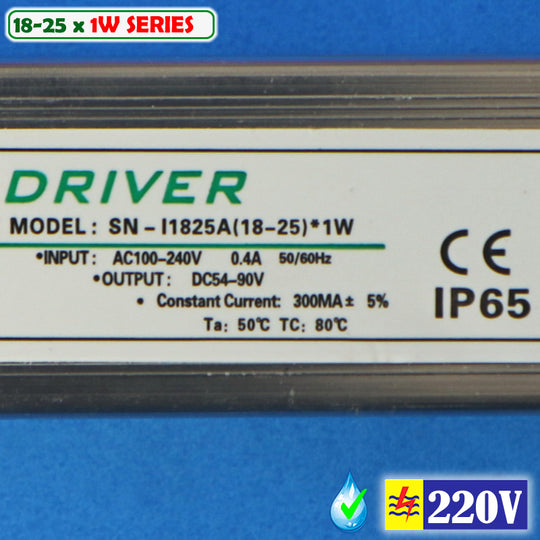 18-25 x 1W SERIES
DRIVER
MODEL: SN-I1825A(18-25)*1W
•INPUT: AC100-240V 0.4A 50/60Hz
•OUTPUT: DC54-90V
• Constant Current: 300MA± 5%
Ta: 50℃ TC: 80℃
CE
IP65
220V